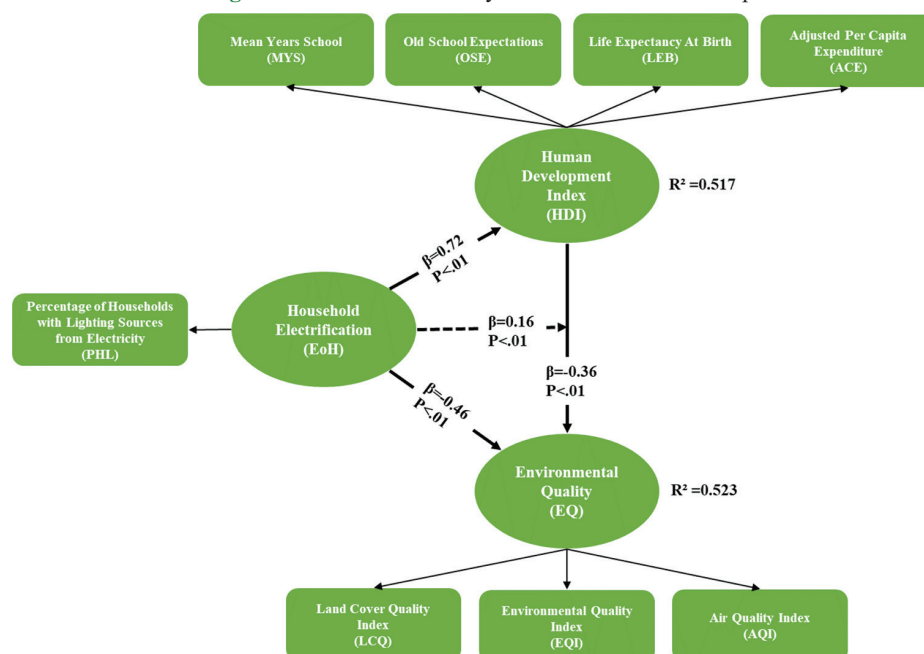 Mean Years School
(MYS)
Old School Expectations
(OSE)
Life Expectancy At Birth
(LEB)
Adjusted Per Capita
Expenditure
(ACE)
Human
Development
Index
(HDI)
R² =0.517
β=0.72
P<.01
Household
Electrification
(EoH)
Percentage of Households
with Lighting Sources
from Electricity
(PHL)
β=0.16
P<.01
β=-0.36
P<.01
β=-0.46
P<.01
Environmental
Quality
(EQ)
R² =0.523
Land Cover Quality
Index
(LCQ)
Environmental Quality
Index
(EQI)
Air Quality Index
(AQI)